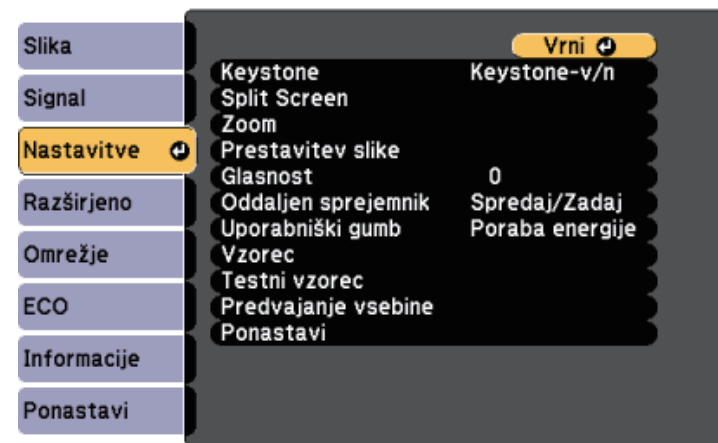 Slika
Signal
Nastavitve
Razširjeno
Omrežje
ECO
Informacije
Ponastavi
Vrni
Keystone Keystone-v/n
Split Screen
Zoom
Prestavitev slike
Glasnost 0
Oddaljen sprejemnik Spredaj/Zadaj
Uporabniški gumb Poraba energije
Vzorec
Testni vzorec
Predvajanje vsebine
Ponastavi